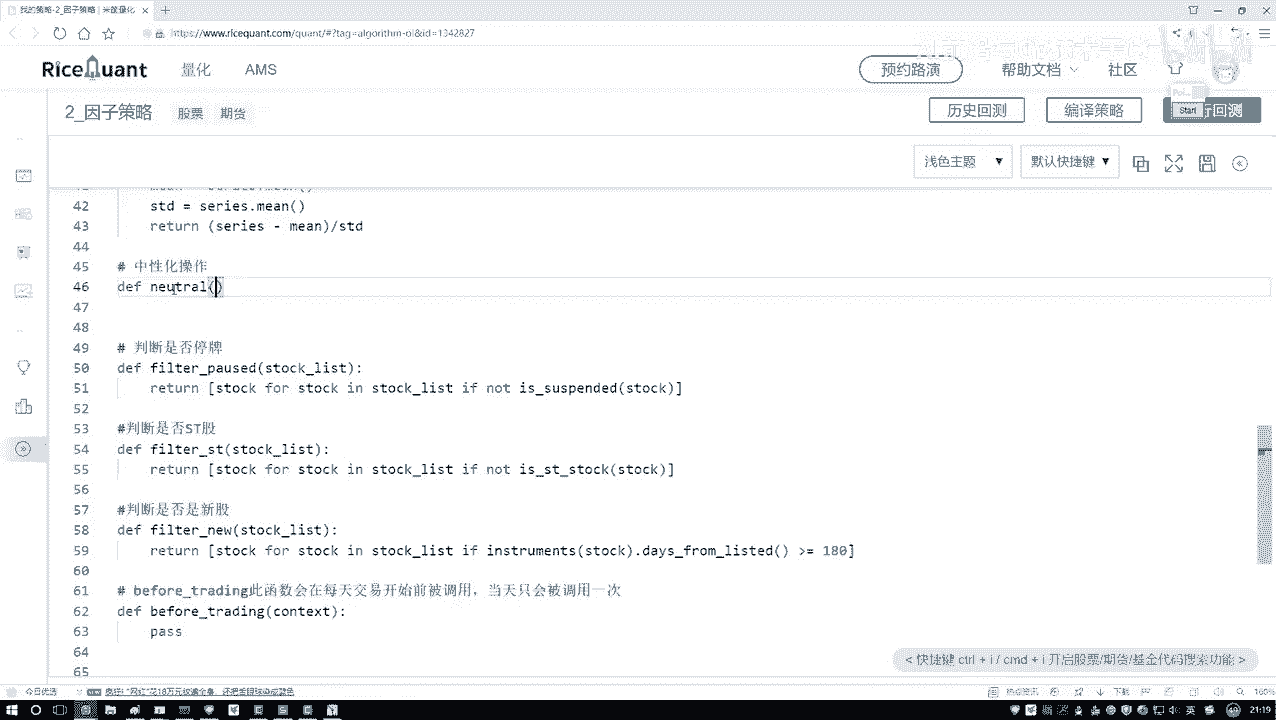 我的策略-2_因子策略 | 米筐量化
https://www.ricequant.com/quant/#?tag=algorithm-ol&id=1342827
RiceQuant 量化 AMS 预约路演 帮助文档 社区
2_因子策略 股票 期货 历史回测 编译策略 Start 行回测
浅色主题 ▼ 默认快捷键 ▼
42 std = series.mean()
43 return (series - mean)/std
44
45 # 中性化操作
46 def neutral()
47
48
49 # 判断是否停牌
50 def filter_paused(stock_list):
51 return [stock for stock in stock_list if not is_suspended(stock)]
52
53 #判断是否ST股
54 def filter_st(stock_list):
55 return [stock for stock in stock_list if not is_st_stock(stock)]
56
57 #判断是否是新股
58 def filter_new(stock_list):
59 return [stock for stock in stock_list if instruments(stock).days_from_listed() >= 180]
60
61 # before_trading此函数会在每天交易开始前被调用，当天只会被调用一次
62 def before_trading(context):
63 pass
64
65
< 快捷键 ctrl + i / cmd + i 开启股票/期货/基金代码搜索功能 >
今日优选
下载
100%
英
21:19